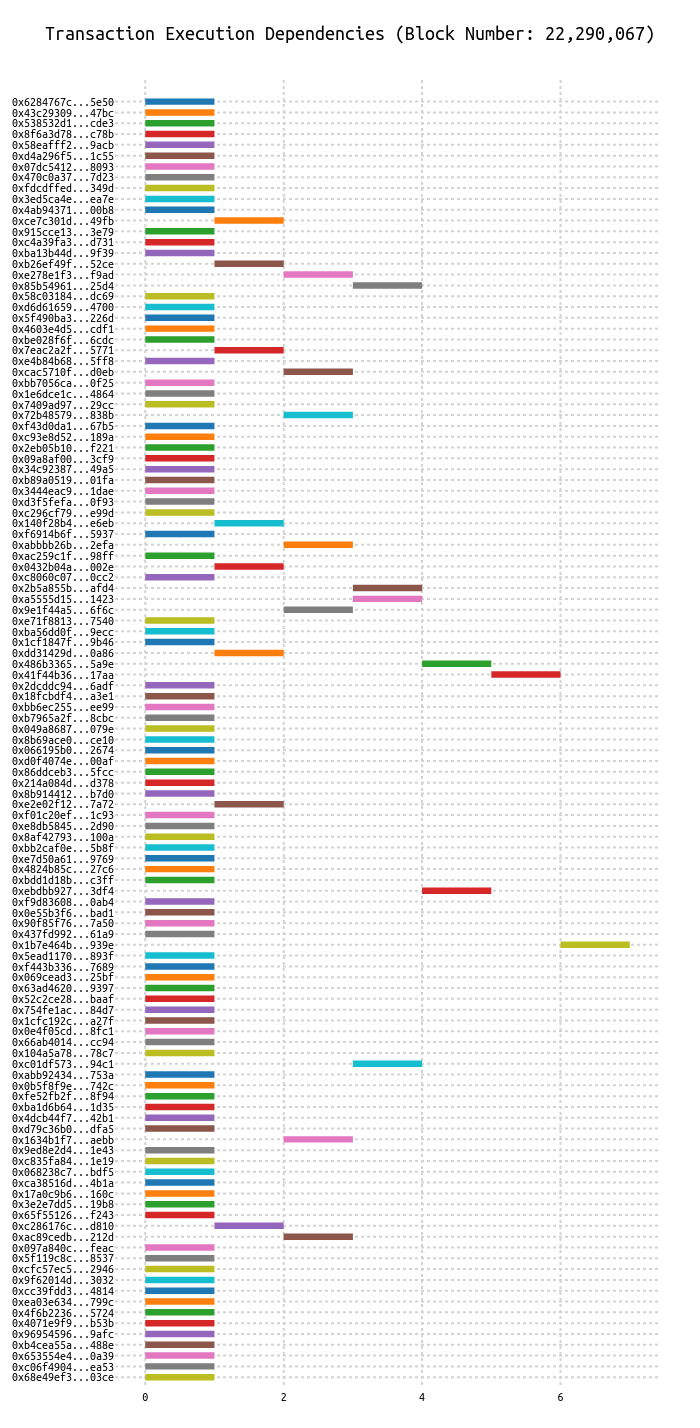 Transaction Execution Dependencies (Block Number: 22,290,067)
0x6284767c...5e50
0x43c29309...47bc
0x538532d1...cde3
0x8f6a3d78...c78b
0x58eafff2...9acb
0xd4a296f5...1c55
0x07dc5412...8093
0x470c0a37...7d23
0xfdcdffed...349d
0x3ed5ca4e...ea7e
0x4ab94371...00b8
0xce7c301d...49fb
0x915cce13...3e79
0xc4a39fa3...d731
0xba13b44d...9f39
0xb26ef49f...52ce
0xe278e1f3...f9ad
0x85b54961...25d4
0x58c03184...dc69
0xd6d61659...4700
0x5f490ba3...226d
0x4603e4d5...cdf1
0xbe028f6f...6cdc
0x7eac2a2f...5771
0xe4b84b68...5ff8
0xcac5710f...d0eb
0xbb7056ca...0f25
0x1e6dce1c...4864
0x7409ad97...29cc
0x72b48579...838b
0xf43d0da1...67b5
0xc93e8d52...189a
0x2eb05b10...f221
0x09a8af00...3cf9
0x34c92387...49a5
0xb89a0519...01fa
0x3444eac9...1dae
0xd3f5fefa...0f93
0xc296cf79...e99d
0x140f28b4...e6eb
0xf6914b6f...5937
0xabbbb26b...2efa
0xac259c1f...98ff
0x0432b04a...002e
0xc8060c07...0cc2
0x2b5a855b...afd4
0xa5555d15...1423
0x9e1f44a5...6f6c
0xe71f8813...7540
0xba56dd0f...9ecc
0x1cf1847f...9b46
0xdd31429d...0a86
0x486b3365...5a9e
0x41f44b36...17aa
0x2dcddc94...6adf
0x18fcbdf4...a3e1
0xbb6ec255...ee99
0xb7965a2f...8cbc
0x049a8687...079e
0x8b69ace0...ce10
0x066195b0...2674
0xd0f4074e...00af
0x86ddceb3...5fcc
0x214a084d...d378
0x8b914412...b7d0
0xe2e02f12...7a72
0xf01c20ef...1c93
0xe8db5845...2d90
0x8af42793...100a
0xbb2caf0e...5b8f
0xe7d50a61...9769
0x4824b85c...27c6
0xbdd1d18b...c3ff
0xebdbb927...3df4
0xf9d83608...0ab4
0x0e55b3f6...bad1
0x90f85f76...7a50
0x437fd992...61a9
0x1b7e464b...939e
0x5ead1170...893f
0xf443b336...7689
0x069cead3...25bf
0x63ad4620...9397
0x52c2ce28...baaf
0x754fe1ac...84d7
0x1cfc192c...a27f
0x0e4f05cd...8fc1
0x66ab4014...cc94
0x104a5a78...78c7
0xc01df573...94c1
0xabb92434...753a
0x0b5f8f9e...742c
0xfe52fb2f...8f94
0xba1d6b64...1d35
0x4dcb44f7...42b1
0xd79c36b0...dfa5
0x1634b1f7...aebb
0x9ed8e2d4...1e43
0xc835fa84...1e19
0x068238c7...bdf5
0xca38516d...4b1a
0x17a0c9b6...160c
0x3e2e7dd5...19b8
0x65f55126...f243
0xc286176c...d810
0xac89cedb...212d
0x097a840c...feac
0x5f119c8c...8537
0xcfc57ec5...2946
0x9f62014d...3032
0xcc39fdd3...4814
0xea03e634...799c
0x4f6b2236...5724
0x4071e9f9...b53b
0x96954596...9afc
0xb4cea55a...488e
0x653554e4...0a39
0xc06f4904...ea53
0x68e49ef3...03ce
0 2 4 6